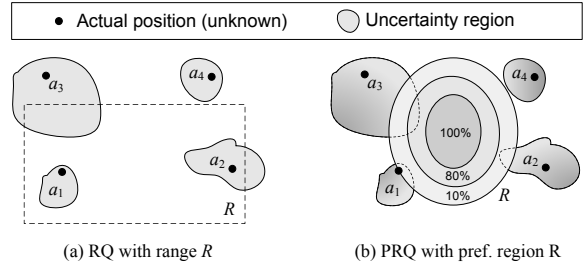 Actual position (unknown) Uncertainty region
a3 a4 a3 a4
100%
a2 a2
a1 80% a1
R 10% R
(a) RQ with range R (b) PRQ with pref. region R